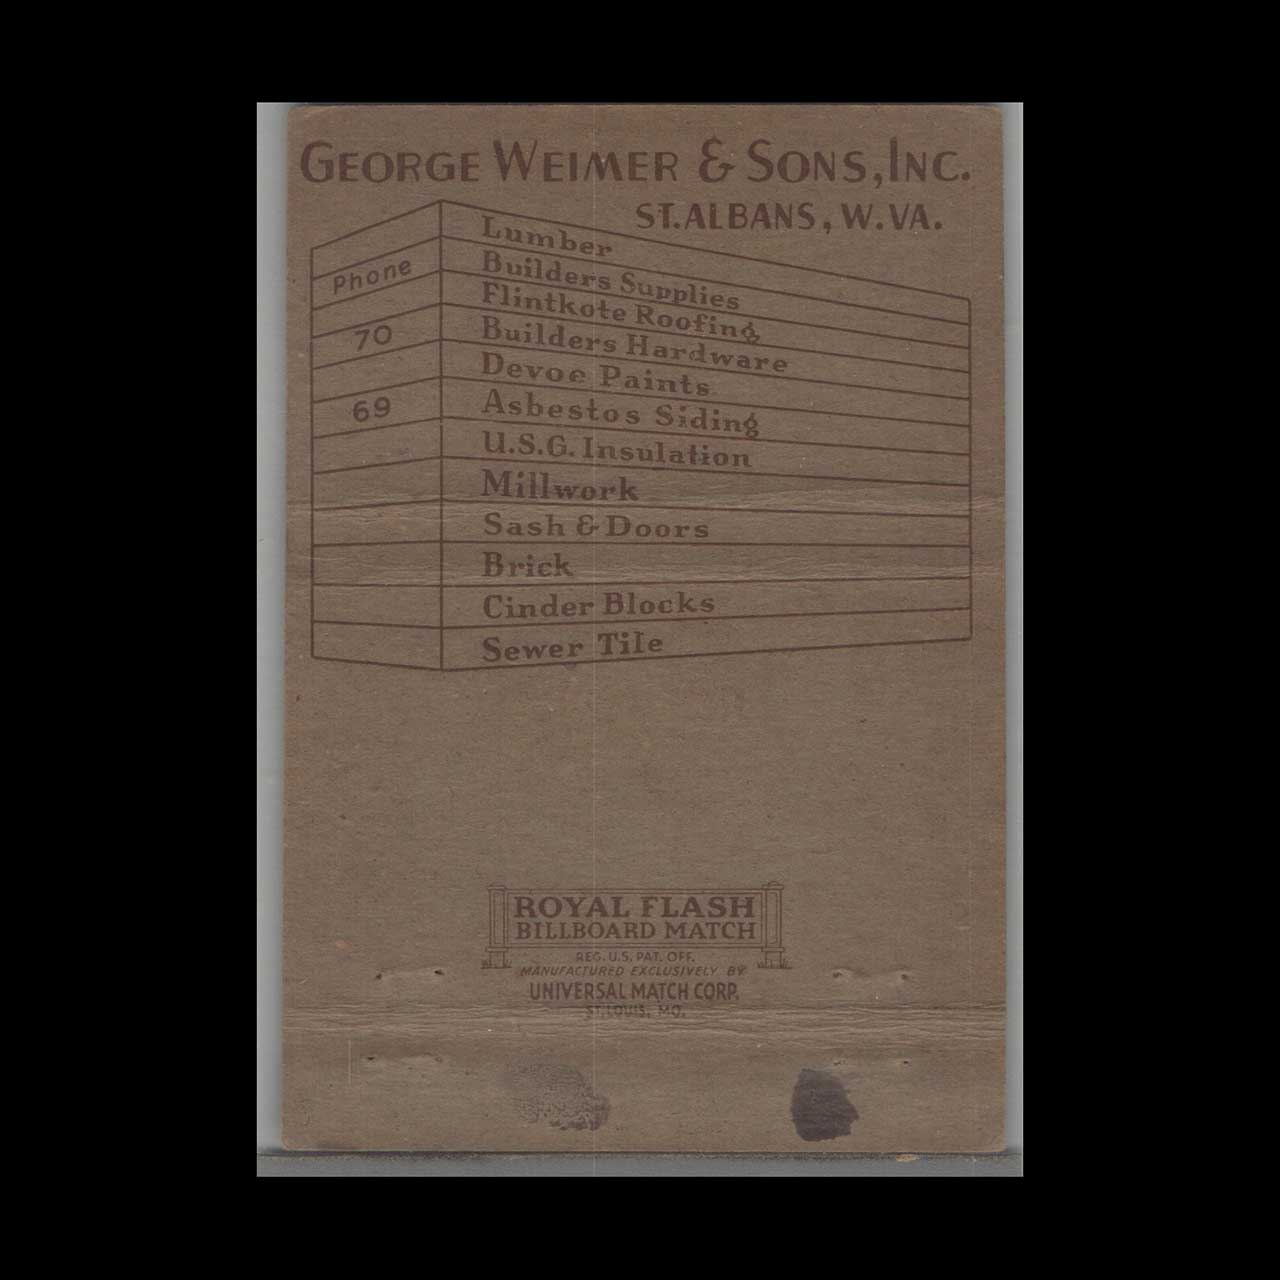 GEORGE WEIMER & SONS, INC.
ST. ALBANS, W. VA.
Phone
70
69
Lumber
Builders Supplies
Flintkote Roofing
Builders Hardware
Devoe Paints
Asbestos Siding
U.S.G. Insulation
Millwork
Sash & Doors
Brick
Cinder Blocks
Sewer Tile
ROYAL FLASH
BILLBOARD MATCH
REG. U.S. PAT. OFF.
MANUFACTURED EXCLUSIVELY BY
UNIVERSAL MATCH CORP.
ST. LOUIS, MO.